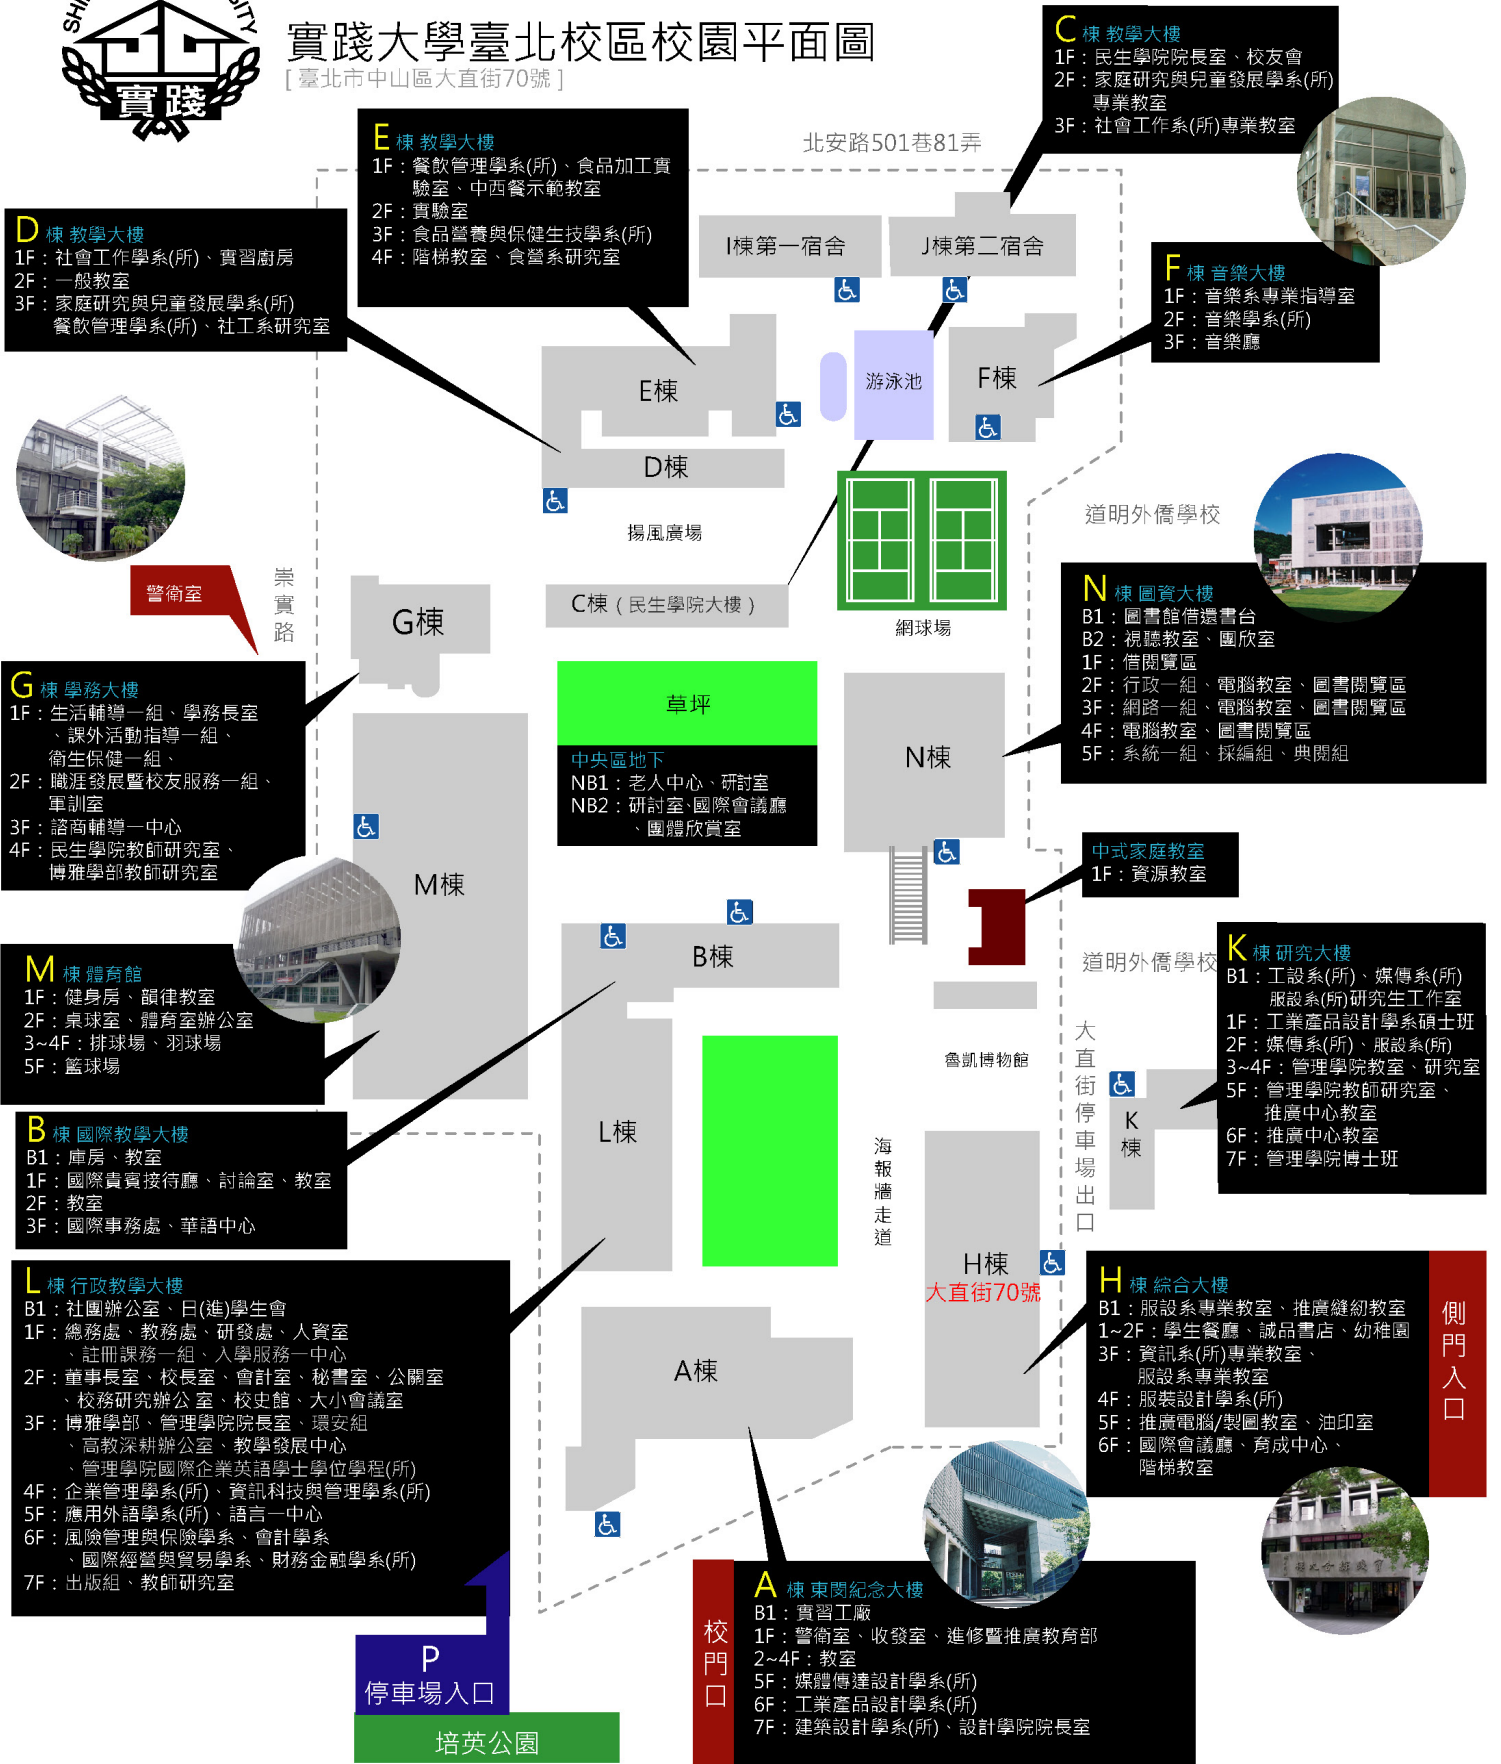 實踐
實踐大學臺北校區校園平面圖
[ 臺北市中山區大直街70號 ]
C 棟 教學大樓
1F：民生學院院長室、校友會
2F：家庭研究與兒童發展學系(所)
專業教室
3F：社會工作系(所)專業教室
E 棟 教學大樓
1F：餐飲管理學系(所)、食品加工實
驗室、中西餐示範教室
2F：實驗室
3F：食品營養與保健生技學系(所)
4F：階梯教室、食營系研究室
北安路501巷81弄
D 棟 教學大樓
1F：社會工作學系(所)、實習廚房
2F：一般教室
3F：家庭研究與兒童發展學系(所)
餐飲管理學系(所)、社工系研究室
I棟第一宿舍
J棟第二宿舍
F 棟 音樂大樓
1F：音樂系專業指導室
2F：音樂學系(所)
3F：音樂廳
E棟
游泳池
F棟
D棟
揚風廣場
道明外僑學校
警衛室
崇實路
G棟
C棟（民生學院大樓）
網球場
N 棟 圖資大樓
B1：圖書館借還書台
B2：視聽教室、團欣室
1F：借閱覽區
2F：行政一組、電腦教室、圖書閱覽區
3F：網路一組、電腦教室、圖書閱覽區
4F：電腦教室、圖書閱覽區
5F：系統一組、採編組、典閱組
G 棟 學務大樓
1F：生活輔導一組、學務長室
、課外活動指導一組、
衛生保健一組、
2F：職涯發展暨校友服務一組、
軍訓室
3F：諮商輔導一中心
4F：民生學院教師研究室、
博雅學部教師研究室
草坪
中央區地下
NB1：老人中心、研討室
NB2：研討室、國際會議廳
、團體欣賞室
N棟
中式家庭教室
1F：資源教室
M棟
B棟
道明外僑學校
K 棟 研究大樓
B1：工設系(所)、媒傳系(所)
服設系(所)研究生工作室
1F：工業產品設計學系碩士班
2F：媒傳系(所)、服設系(所)
3~4F：管理學院教室、研究室
5F：管理學院教師研究室、
推廣中心教室
6F：推廣中心教室
7F：管理學院博士班
M 棟 體育館
1F：健身房、韻律教室
2F：桌球室、體育室辦公室
3~4F：排球場、羽球場
5F：籃球場
魯凱博物館
大直街停車場出口
K棟
B 棟 國際教學大樓
B1：庫房、教室
1F：國際貴賓接待廳、討論室、教室
2F：教室
3F：國際事務處、華語中心
L棟
海報牆走道
H棟
大直街70號
L 棟 行政教學大樓
B1：社團辦公室、日(進)學生會
1F：總務處、教務處、研發處、人資室
、註冊課務一組、入學服務一中心
2F：董事長室、校長室、會計室、秘書室、公關室
、校務研究辦公 室、校史館、大小會議室
3F：博雅學部、管理學院院長室、環安組
、高教深耕辦公室、教學發展中心
、管理學院國際企業英語學士學位學程(所)
4F：企業管理學系(所)、資訊科技與管理學系(所)
5F：應用外語學系(所)、語言一中心
6F：風險管理與保險學系、會計學系
、國際經營與貿易學系、財務金融學系(所)
7F：出版組、教師研究室
H 棟 綜合大樓
B1：服設系專業教室、推廣縫紉教室
1~2F：學生餐廳、誠品書店、幼稚園
3F：資訊系(所)專業教室、
服設系專業教室
4F：服裝設計學系(所)
5F：推廣電腦/製圖教室、油印室
6F：國際會議廳、育成中心、
階梯教室
側門入口
A棟
校門口
A 棟 東閔紀念大樓
B1：實習工廠
1F：警衛室、收發室、進修暨推廣教育部
2~4F：教室
5F：媒體傳達設計學系(所)
6F：工業產品設計學系(所)
7F：建築設計學系(所)、設計學院院長室
P
停車場入口
培英公園